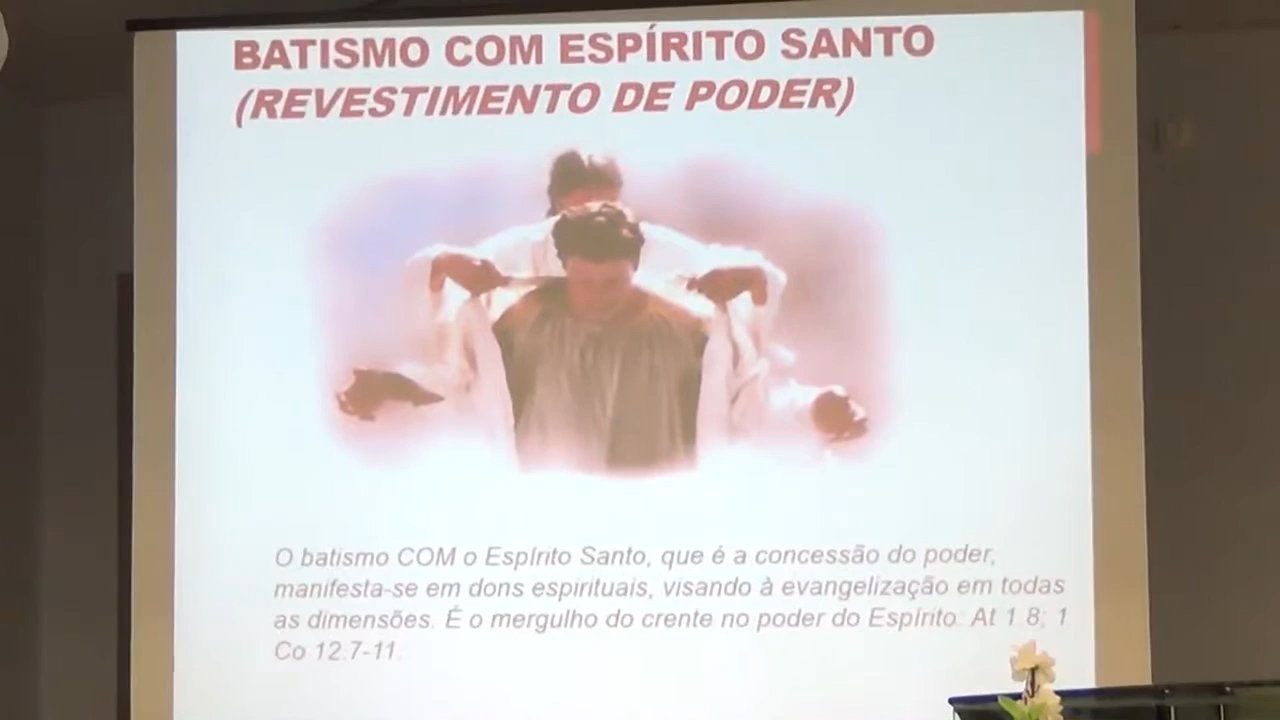 BATISMO COM ESPÍRITO SANTO
(REVESTIMENTO DE PODER)
O batismo COM o Espírito Santo, que é a concessão do poder,
manifesta-se em dons espirituais, visando à evangelização em todas
as dimensões. É o mergulho do crente no poder do Espírito. At 1 8; 1
Co 12.7-11.